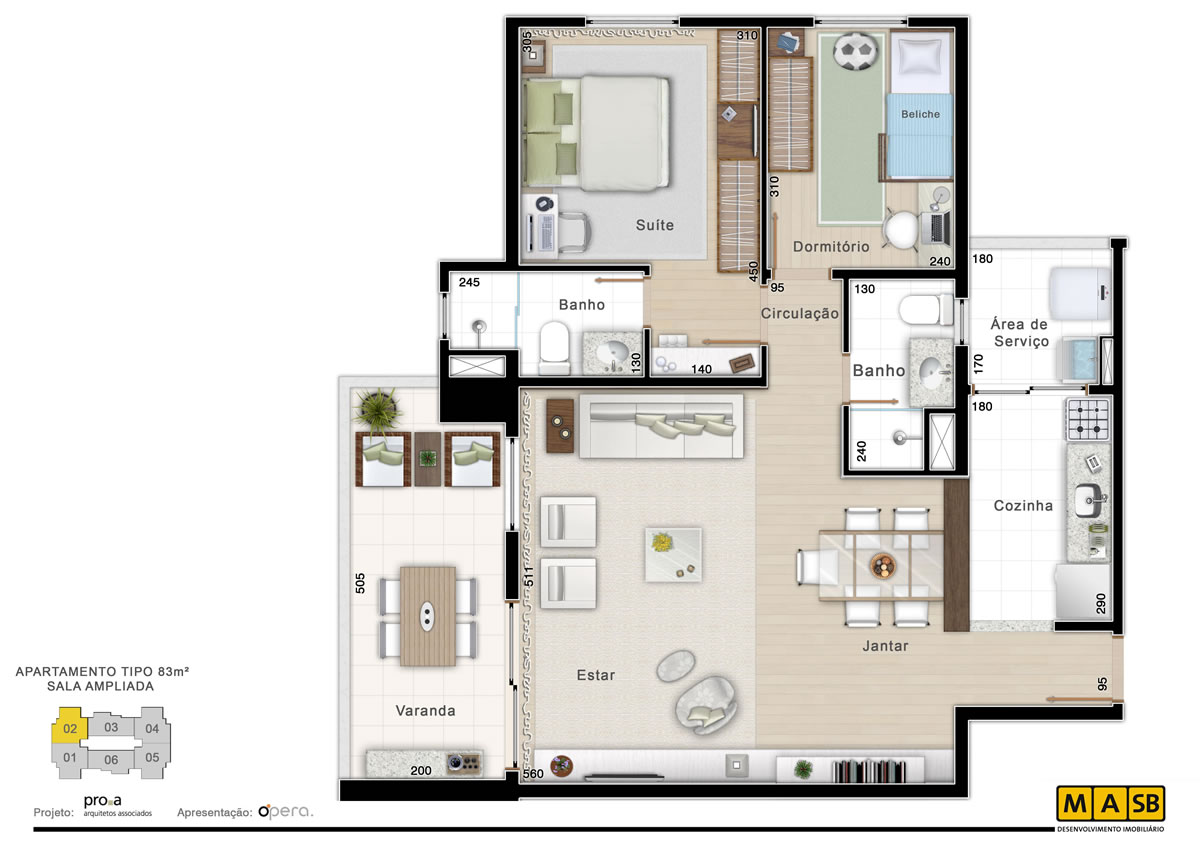 305
310
Suíte
450
Beliche
310
Dormitório
240
95
Circulação
245
Banho
130
140
130
Banho
240
180
Área de
Serviço
170
180
Cozinha
290
505
Varanda
200
511
Estar
560
Jantar
95
APARTAMENTO TIPO 83m²
SALA AMPLIADA
02 03 04
01 06 05
Projeto: pro.a
arquitetos associados
Apresentação: Opera.
MASB
DESENVOLVIMENTO IMOBILIÁRIO